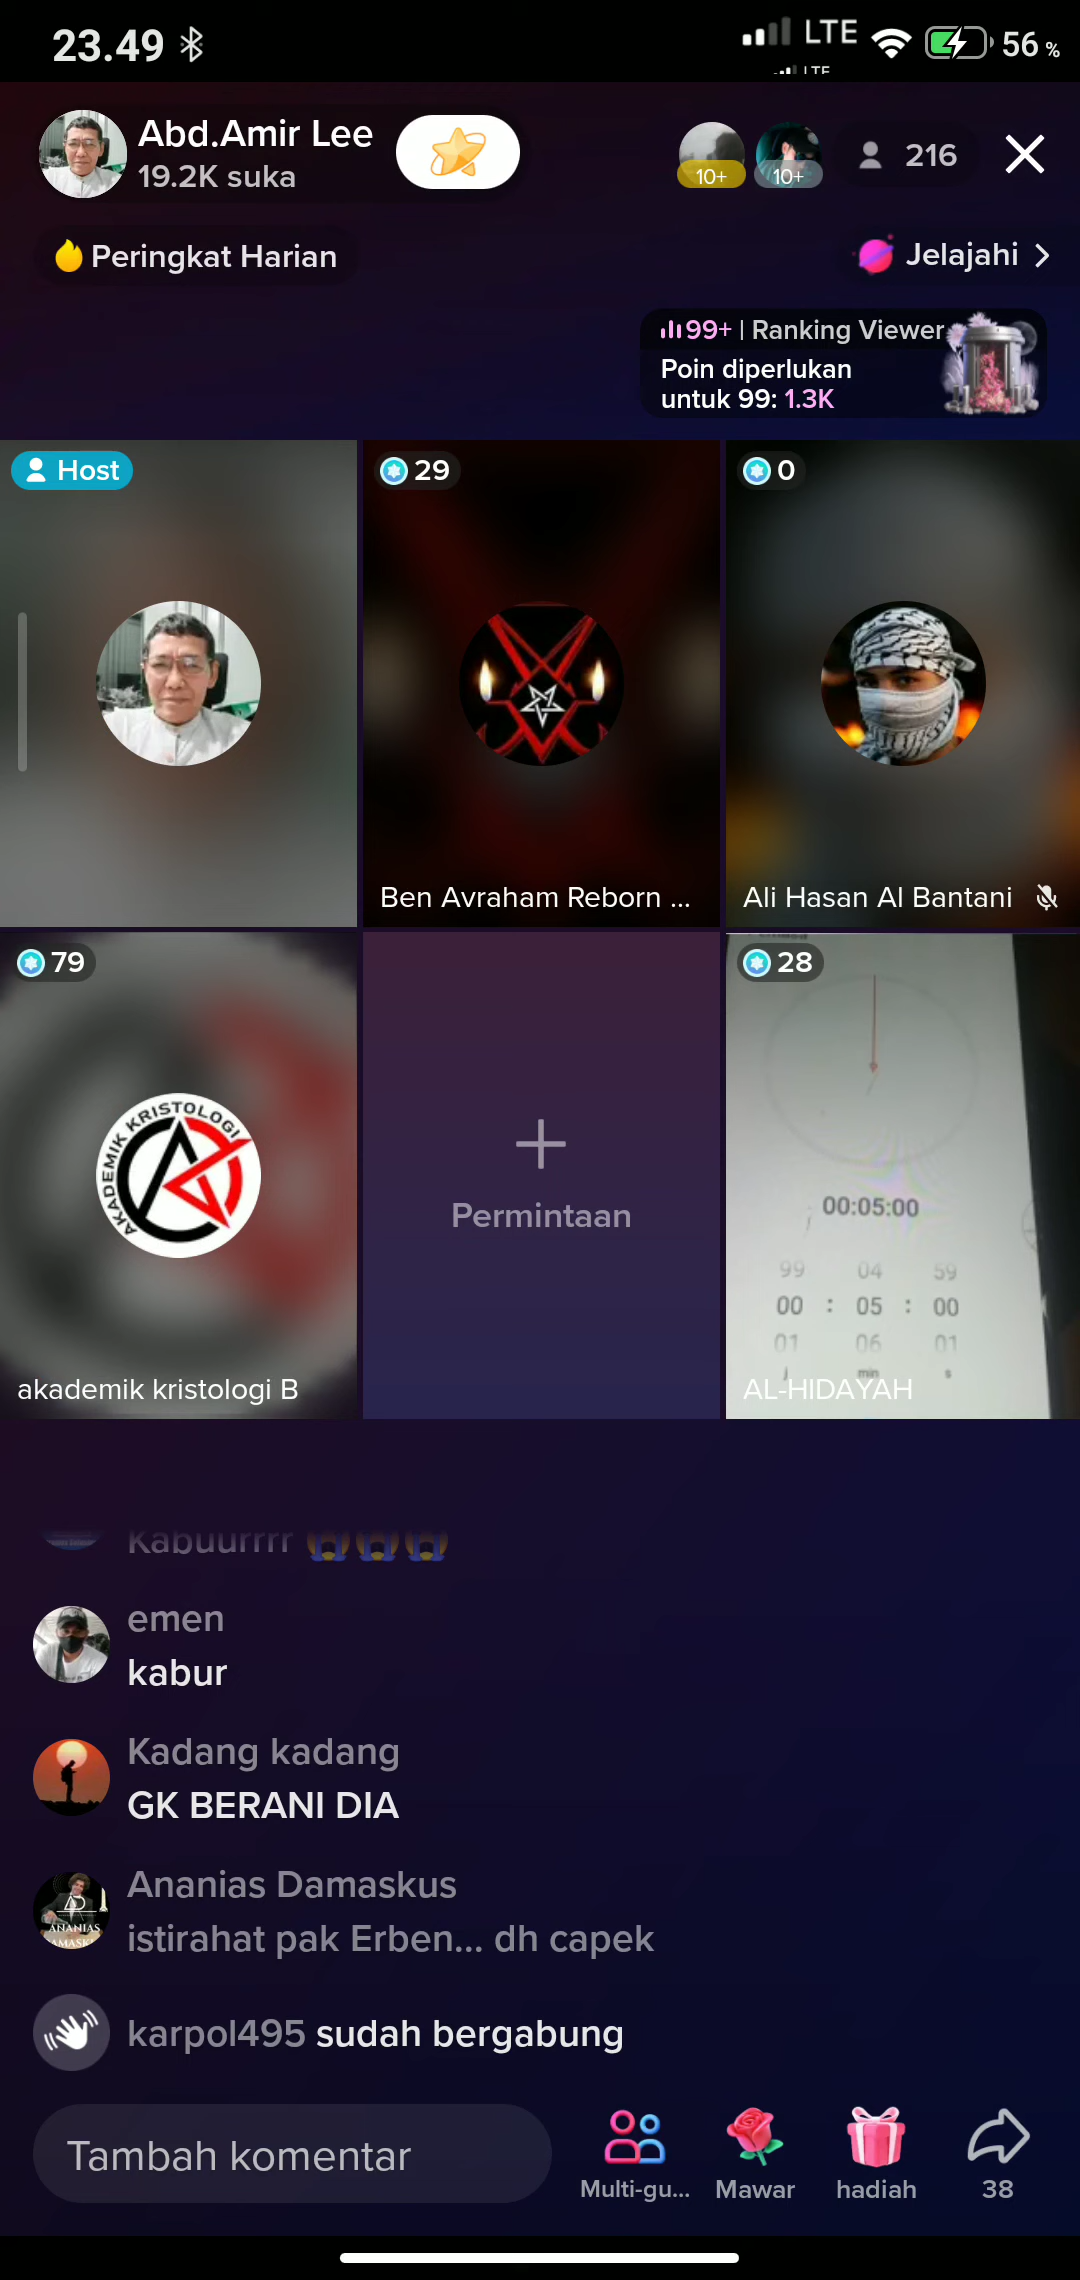 23.49
LTE
56 %
LTE
Abd.Amir Lee
19.2K suka
10+
10+
216
Peringkat Harian
Jelajahi
99+ | Ranking Viewer
Poin diperlukan
untuk 99: 1.3K
Host
29
0
Ben Avraham Reborn ...
Ali Hasan Al Bantani
79
28
AKADEMIK KRISTOLOGI
akademik kristologi B
Permintaan
00:05:00
99 04 59
00 : 05 : 00
01 06 01
j min s
AL-HIDAYAH
Kabuurrrr 😭😭😭
emen
kabur
Kadang kadang
GK BERANI DIA
Ananias Damaskus
istirahat pak Erben... dh capek
ANANIAS
karpol495 sudah bergabung
Tambah komentar
Multi-gu...
Mawar
hadiah
38